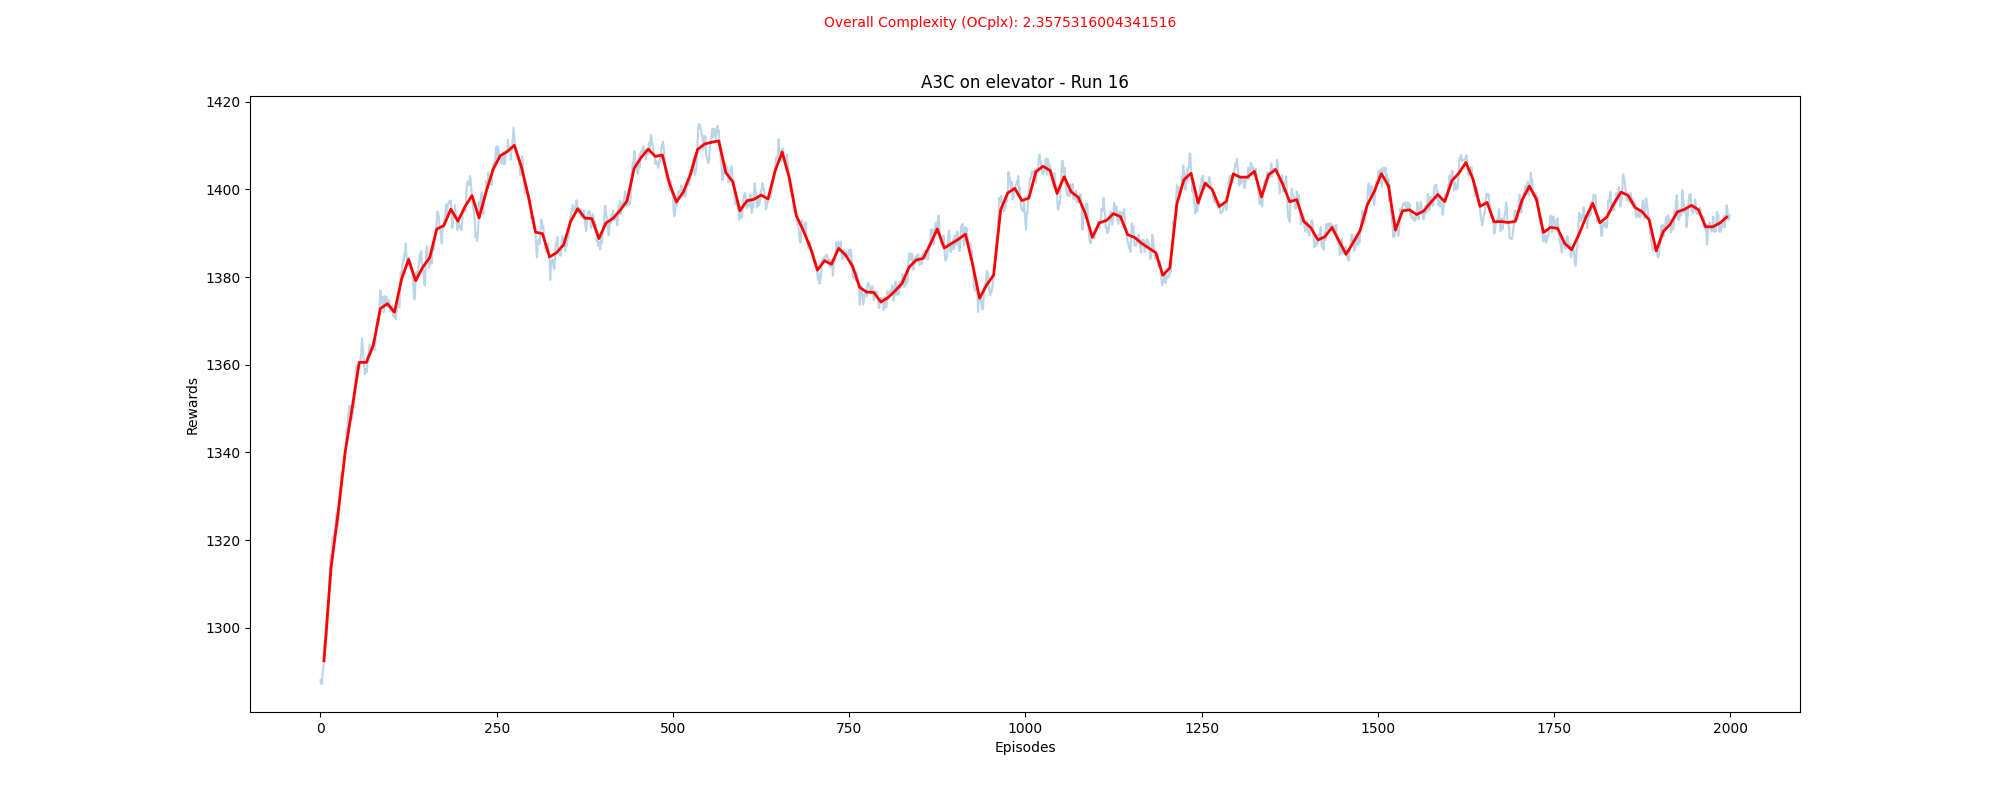 Overall Complexity (OCplx): 2.3575316004341516
A3C on elevator - Run 16
1420
1400
1380
1360
1340
1320
1300
Rewards
0 250 500 750 1000 1250 1500 1750 2000
Episodes